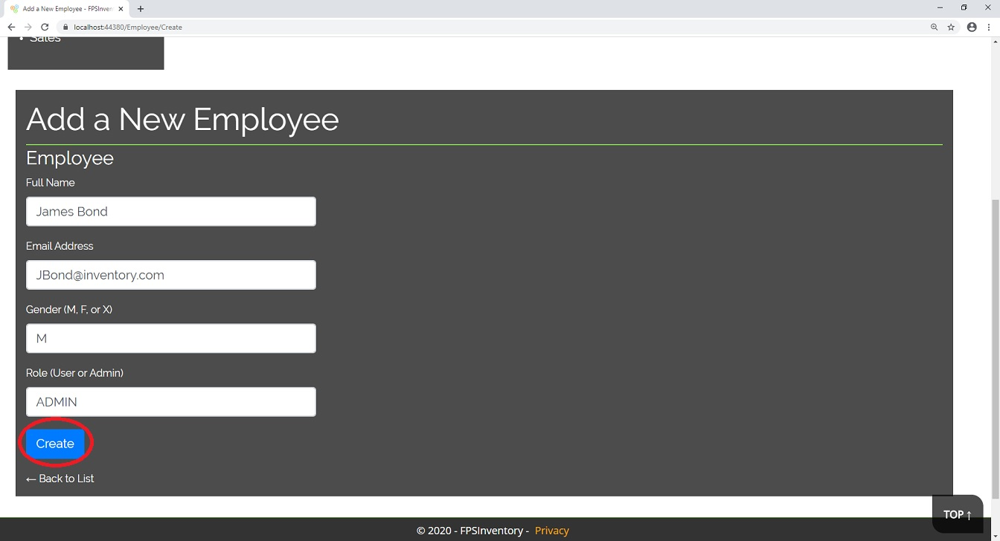 Add a New Employee - FPSInven
localhost:44380/Employee/Create
Sales
Add a New Employee
Employee
Full Name
James Bond
Email Address
JBond@inventory.com
Gender (M, F, or X)
M
Role (User or Admin)
ADMIN
Create
← Back to List
TOP ↑
© 2020 - FPSInventory - Privacy